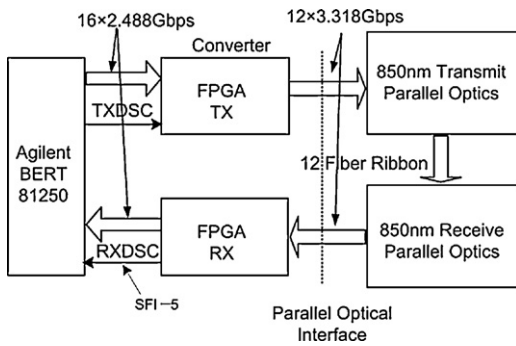 16×2.488Gbps
12×3.318Gbps
Converter
FPGA
TX
850nm Transmit
Parallel Optics
TXDSC
Agilent
BERT
81250
12 Fiber Ribbon
FPGA
RX
850nm Receive
Parallel Optics
RXDSC
SFI-5
Parallel Optical
Interface